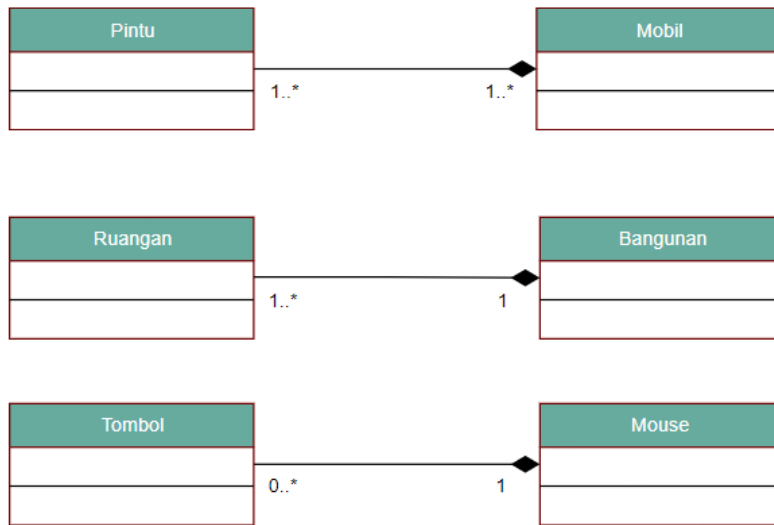 Pintu Mobil
1..* 1..*
Ruangan Bangunan
1..* 1
Tombol Mouse
0..* 1